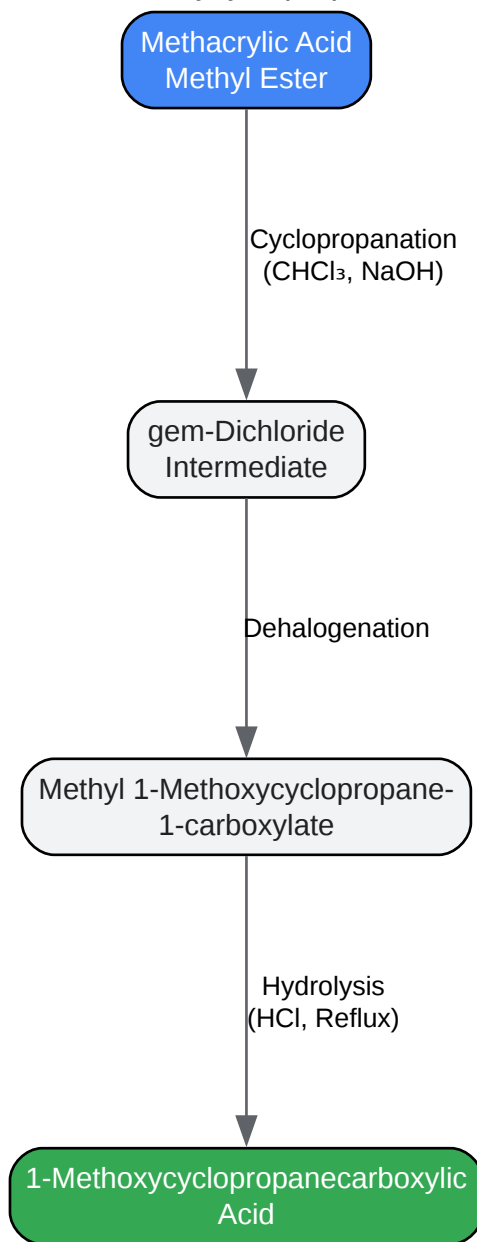 Methacrylic Acid
Methyl Ester
Cyclopropanation
(CHCl₃, NaOH)
gem-Dichloride
Intermediate
Dehalogenation
Methyl 1-Methoxycyclopropane-
1-carboxylate
Hydrolysis
(HCl, Reflux)
1-Methoxycyclopropanecarboxylic
Acid